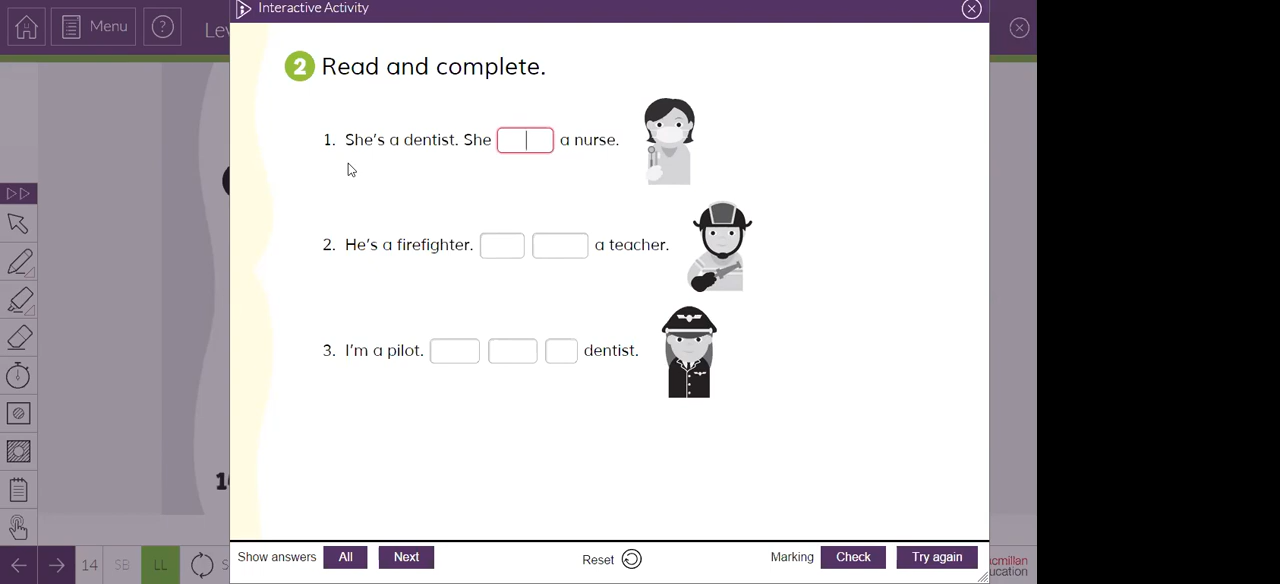 Interactive Activity
Menu
?
Lev
2 Read and complete.
1. She's a dentist. She a nurse.
2. He's a firefighter. a teacher.
3. I'm a pilot. dentist.
Show answers All Next Reset Marking Check Try again
14 SB LL